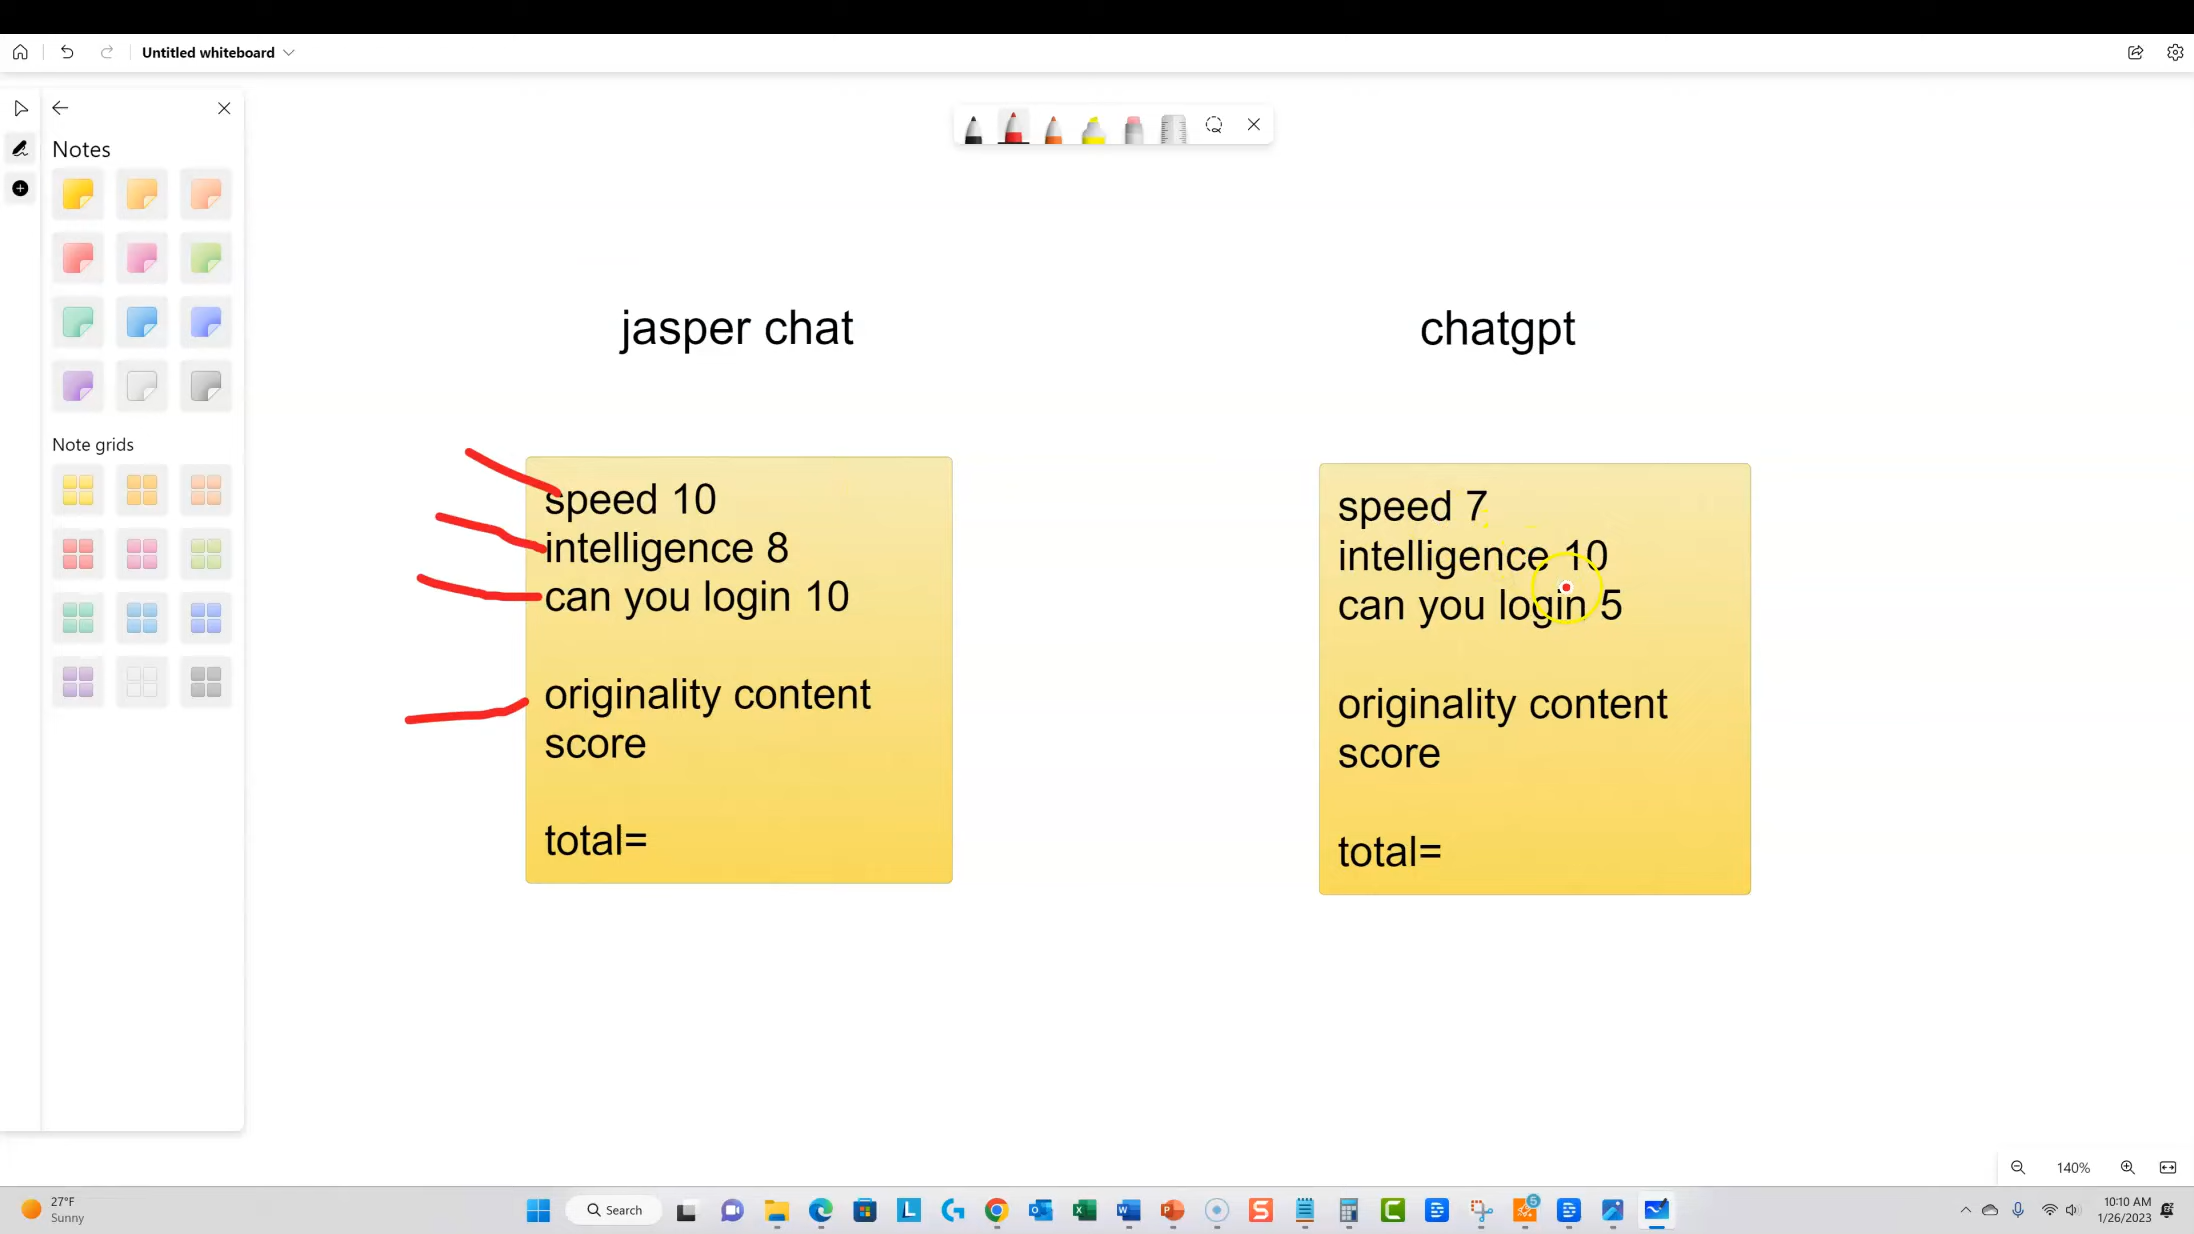 Untitled whiteboard
Notes
Note grids
jasper chat
speed 10
intelligence 8
can you login 10
originality content
score
total=
chatgpt
speed 7
intelligence 10
can you login 5
originality content
score
total=
140%
27°F
Sunny
Search
5
10:10 AM
1/26/2023